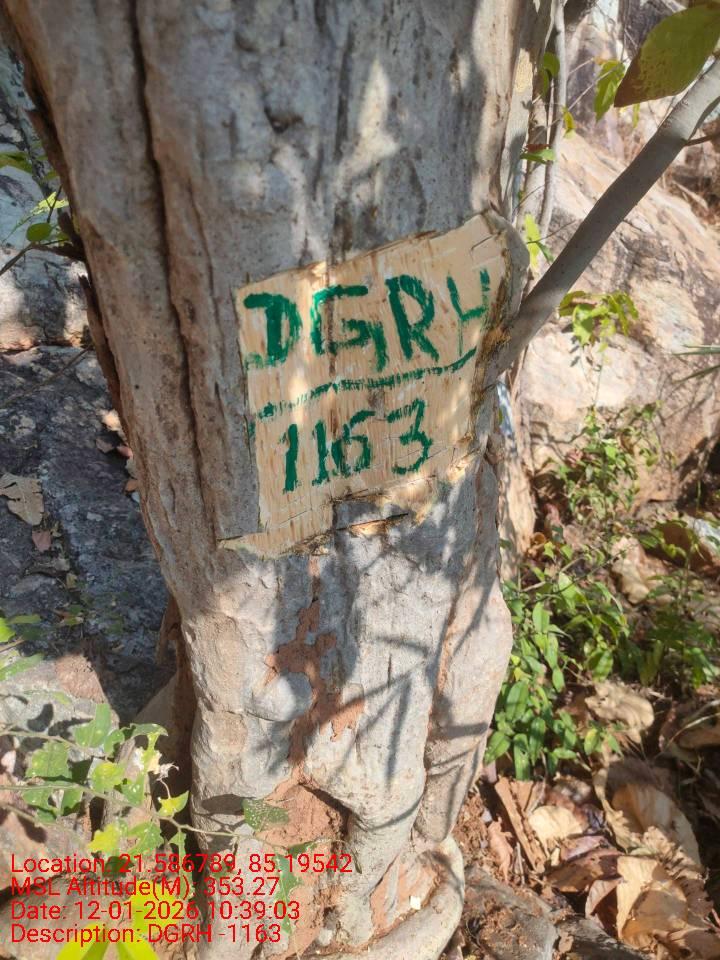 DGRH
1163
Location: 21.586789, 85.19542
MSL Altitude(M): 353.27
Date: 12-01-2026 10:39:03
Description: DGRH -1163